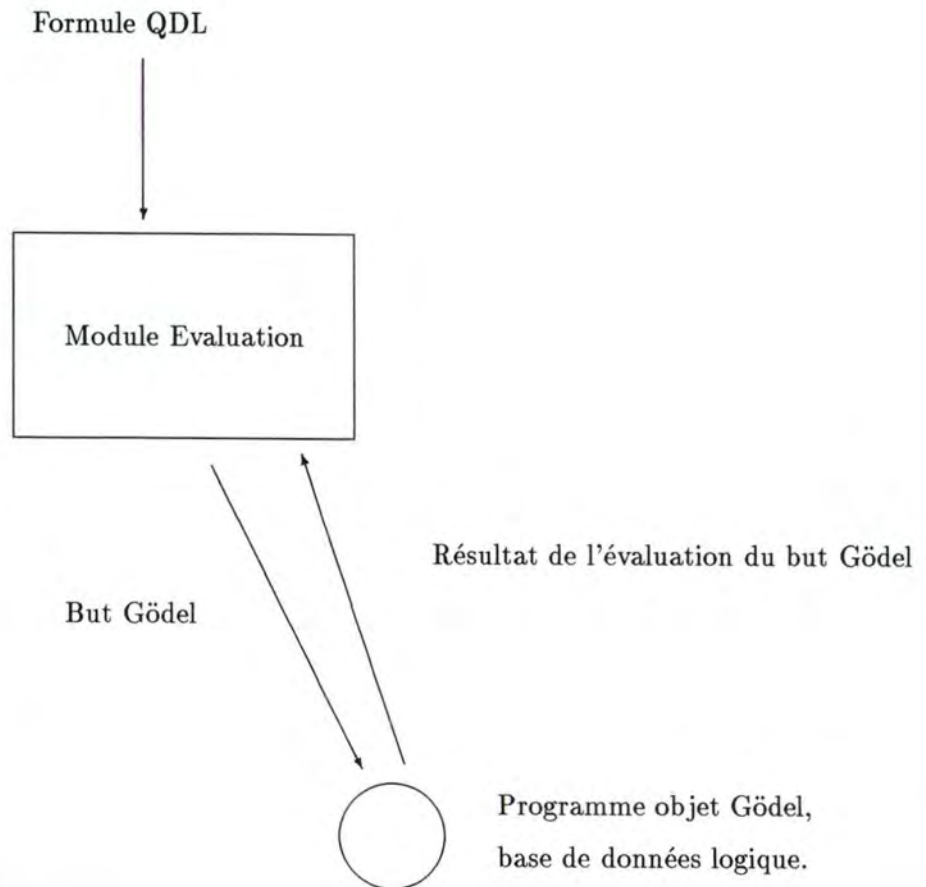 Formule QDL
Module Evaluation
Résultat de l'évaluation du but Gödel
But Gödel
Programme objet Gödel,
base de données logique.